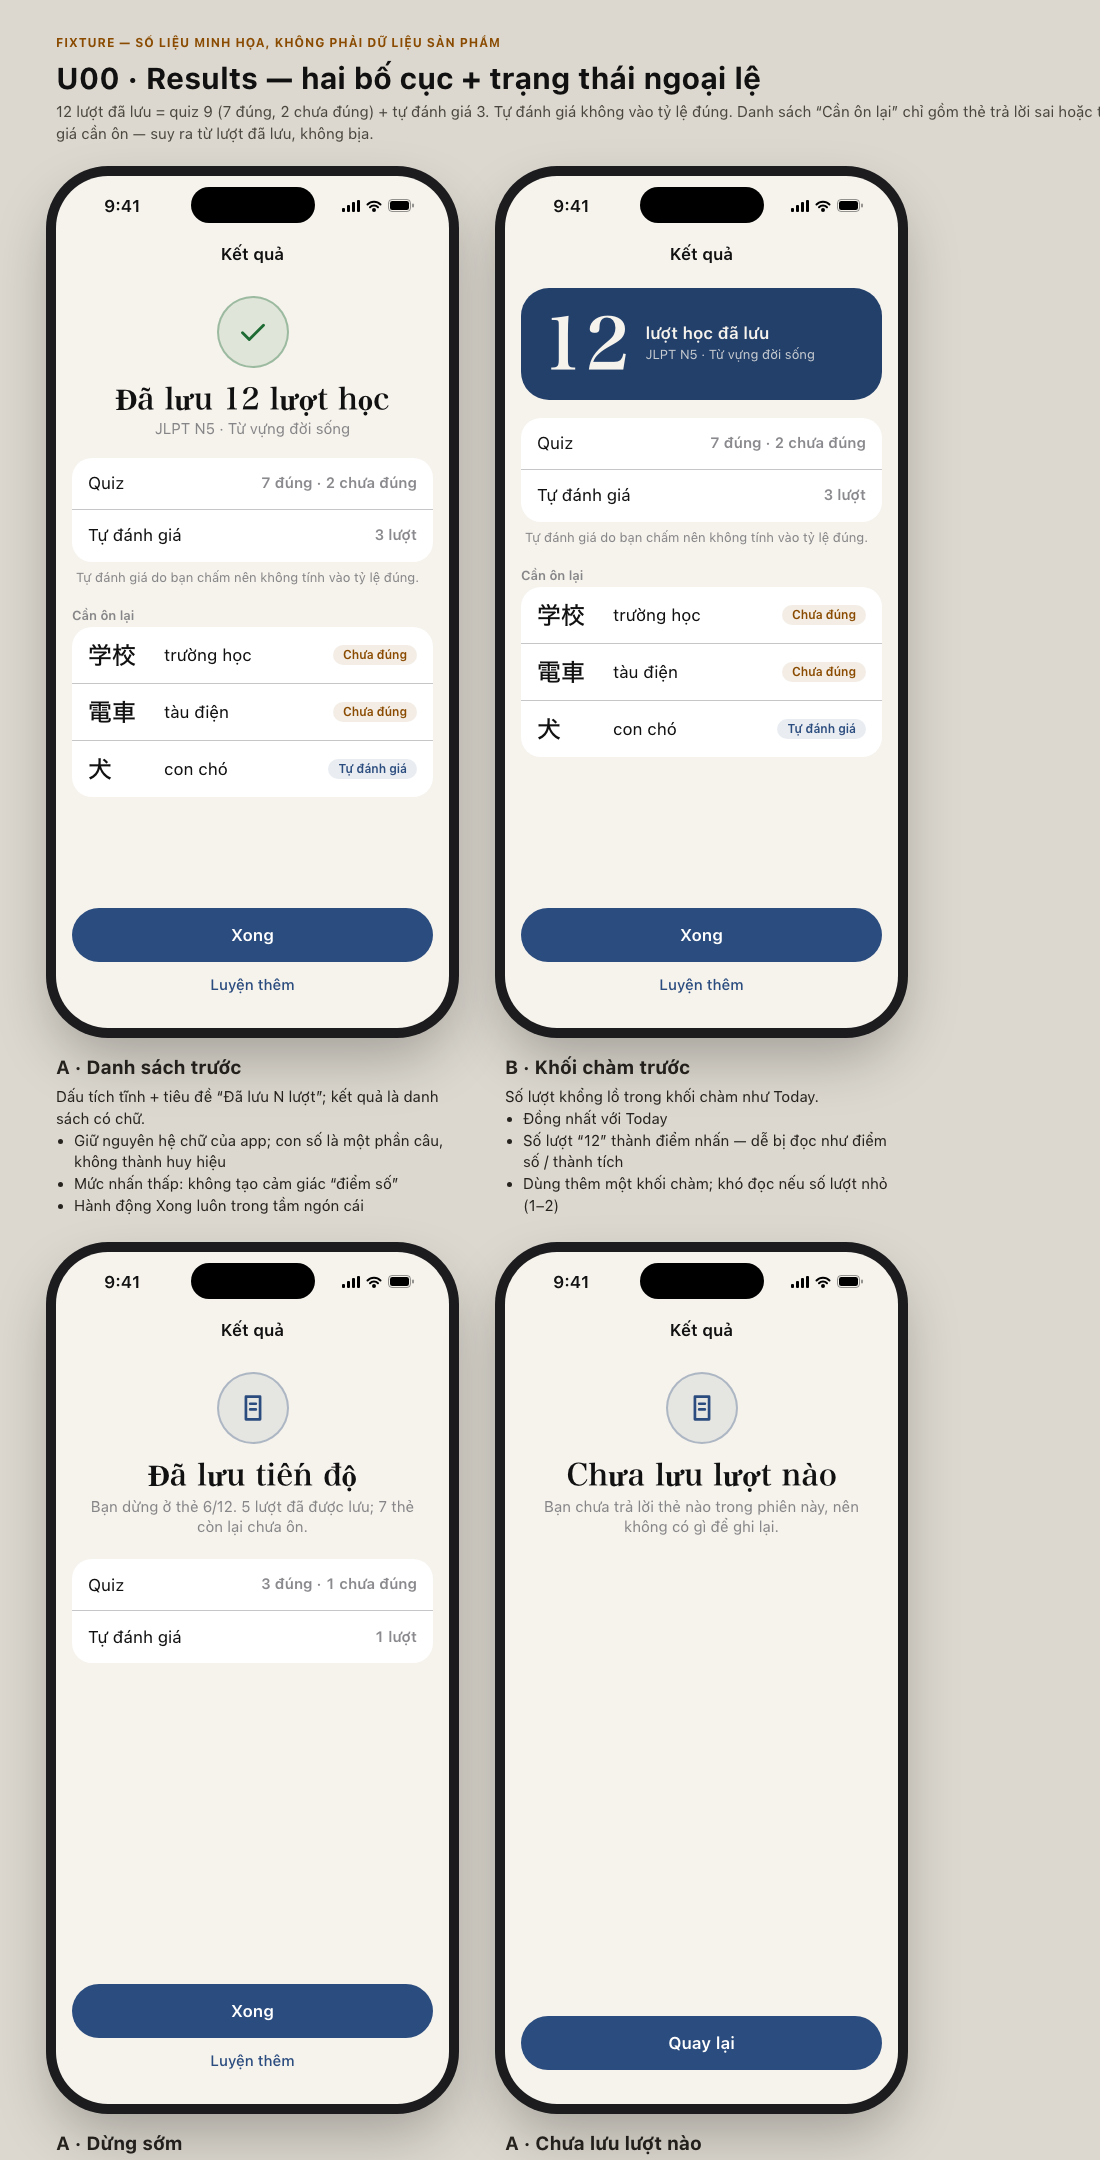 FIXTURE — SỐ LIỆU MINH HỌA, KHÔNG PHẢI DỮ LIỆU SẢN PHẨM
U00 · Results — hai bố cục + trạng thái ngoại lệ
12 lượt đã lưu = quiz 9 (7 đúng, 2 chưa đúng) + tự đánh giá 3. Tự đánh giá không vào tỷ lệ đúng. Danh sách “Cần ôn lại” chỉ gồm thẻ trả lời sai hoặc t
giá cần ôn — suy ra từ lượt đã lưu, không bịa.
9:41
Kết quả
Đã lưu 12 lượt học
JLPT N5 · Từ vựng đời sống
Quiz 7 đúng · 2 chưa đúng
Tự đánh giá 3 lượt
Tự đánh giá do bạn chấm nên không tính vào tỷ lệ đúng.
Cần ôn lại
学校 trường học Chưa đúng
電車 tàu điện Chưa đúng
犬 con chó Tự đánh giá
Xong
Luyện thêm
A · Danh sách trước
Dấu tích tĩnh + tiêu đề “Đã lưu N lượt”; kết quả là danh
sách có chữ.
• Giữ nguyên hệ chữ của app; con số là một phần câu,
không thành huy hiệu
• Mức nhấn thấp: không tạo cảm giác “điểm số”
• Hành động Xong luôn trong tầm ngón cái
9:41
Kết quả
12 lượt học đã lưu
JLPT N5 · Từ vựng đời sống
Quiz 7 đúng · 2 chưa đúng
Tự đánh giá 3 lượt
Tự đánh giá do bạn chấm nên không tính vào tỷ lệ đúng.
Cần ôn lại
学校 trường học Chưa đúng
電車 tàu điện Chưa đúng
犬 con chó Tự đánh giá
Xong
Luyện thêm
B · Khối chàm trước
Số lượt khổng lồ trong khối chàm như Today.
• Đồng nhất với Today
• Số lượt “12” thành điểm nhấn — dễ bị đọc như điểm
số / thành tích
• Dùng thêm một khối chàm; khó đọc nếu số lượt nhỏ
(1–2)
9:41
Kết quả
Đã lưu tiến độ
Bạn dừng ở thẻ 6/12. 5 lượt đã được lưu; 7 thẻ
còn lại chưa ôn.
Quiz 3 đúng · 1 chưa đúng
Tự đánh giá 1 lượt
Xong
Luyện thêm
A · Dừng sớm
9:41
Kết quả
Chưa lưu lượt nào
Bạn chưa trả lời thẻ nào trong phiên này, nên
không có gì để ghi lại.
Quay lại
A · Chưa lưu lượt nào